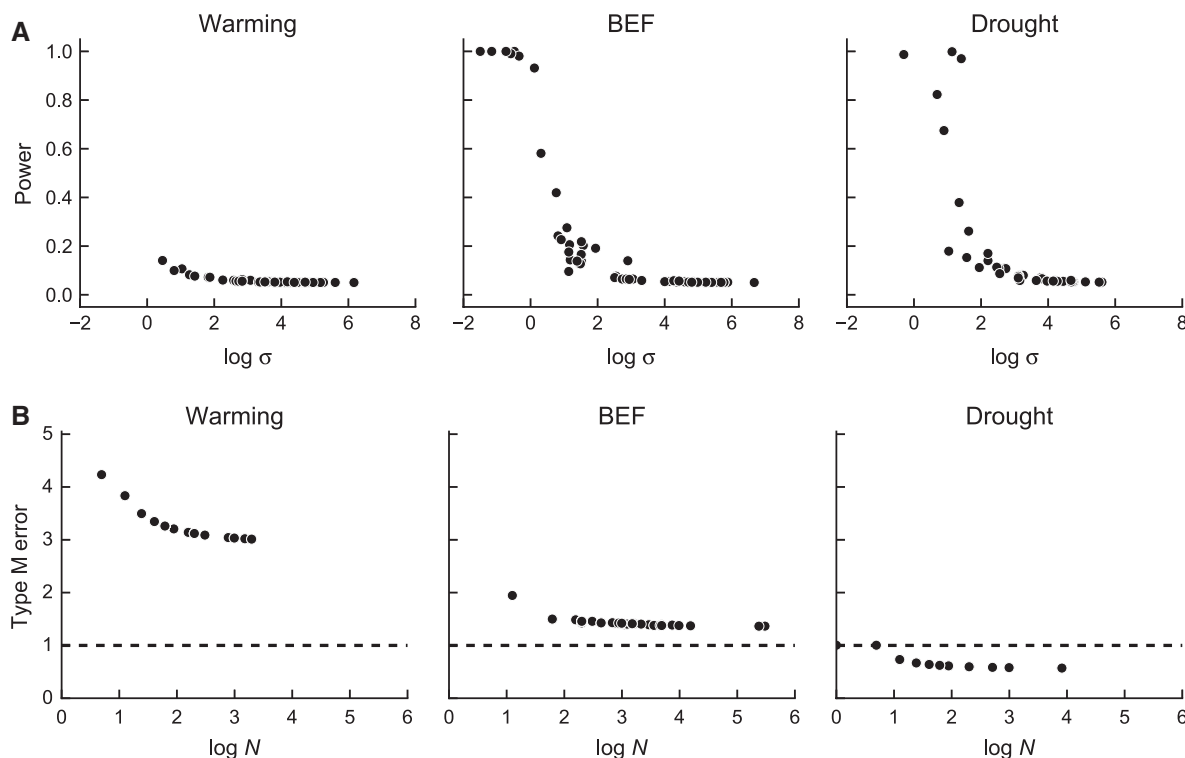 A
Warming
BEF
Drought
Power
1.0
0.8
0.6
0.4
0.2
0.0
−2 0 2 4 6 8
−2 0 2 4 6 8
−2 0 2 4 6 8
log σ
log σ
log σ
B
Warming
BEF
Drought
Type M error
5
4
3
2
1
0
0 1 2 3 4 5 6
0 1 2 3 4 5 6
0 1 2 3 4 5 6
log N
log N
log N